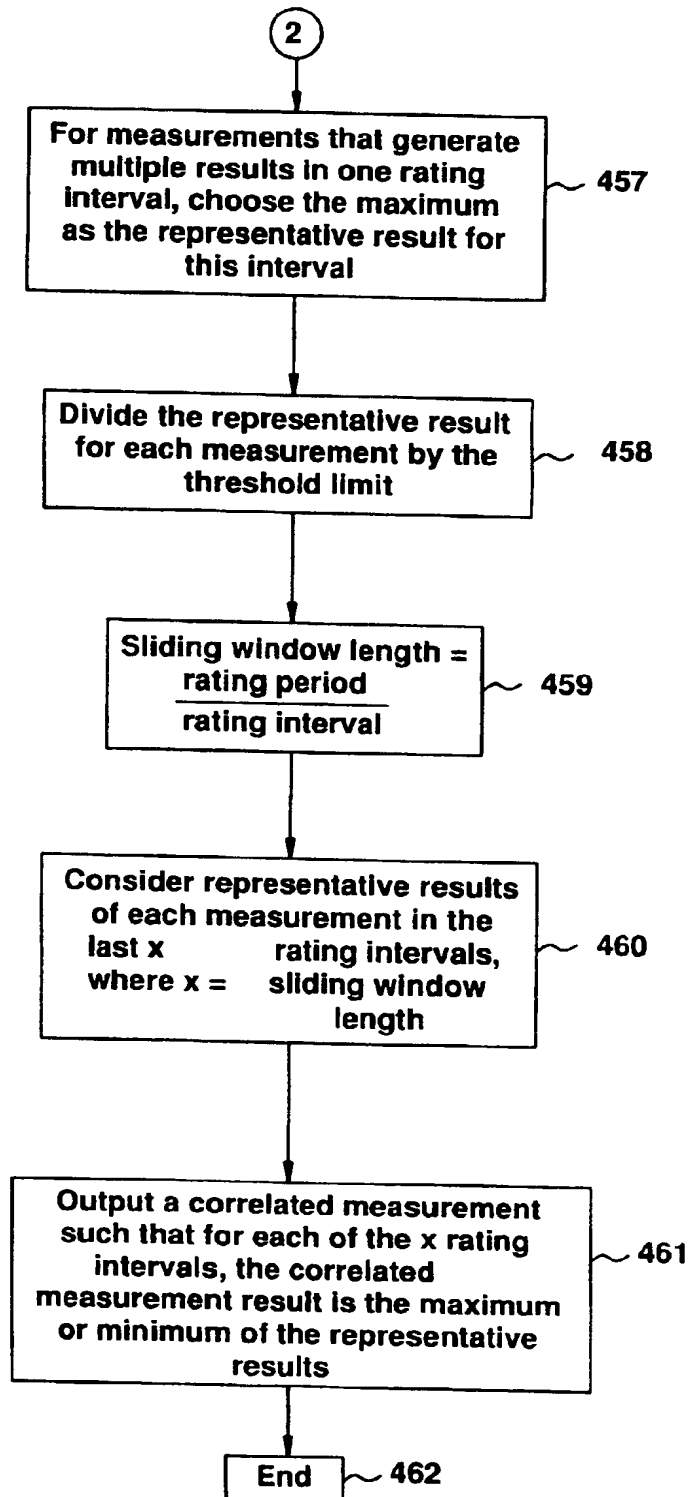 2
For measurements that generate
multiple results in one rating
interval, choose the maximum
as the representative result for
this interval
457
Divide the representative result
for each measurement by the
threshold limit
458
Sliding window length =
rating period
rating interval
459
Consider representative results
of each measurement in the
last x rating intervals,
where x = sliding window
length
460
Output a correlated measurement
such that for each of the x rating
intervals, the correlated
measurement result is the maximum
or minimum of the representative
results
461
End
462